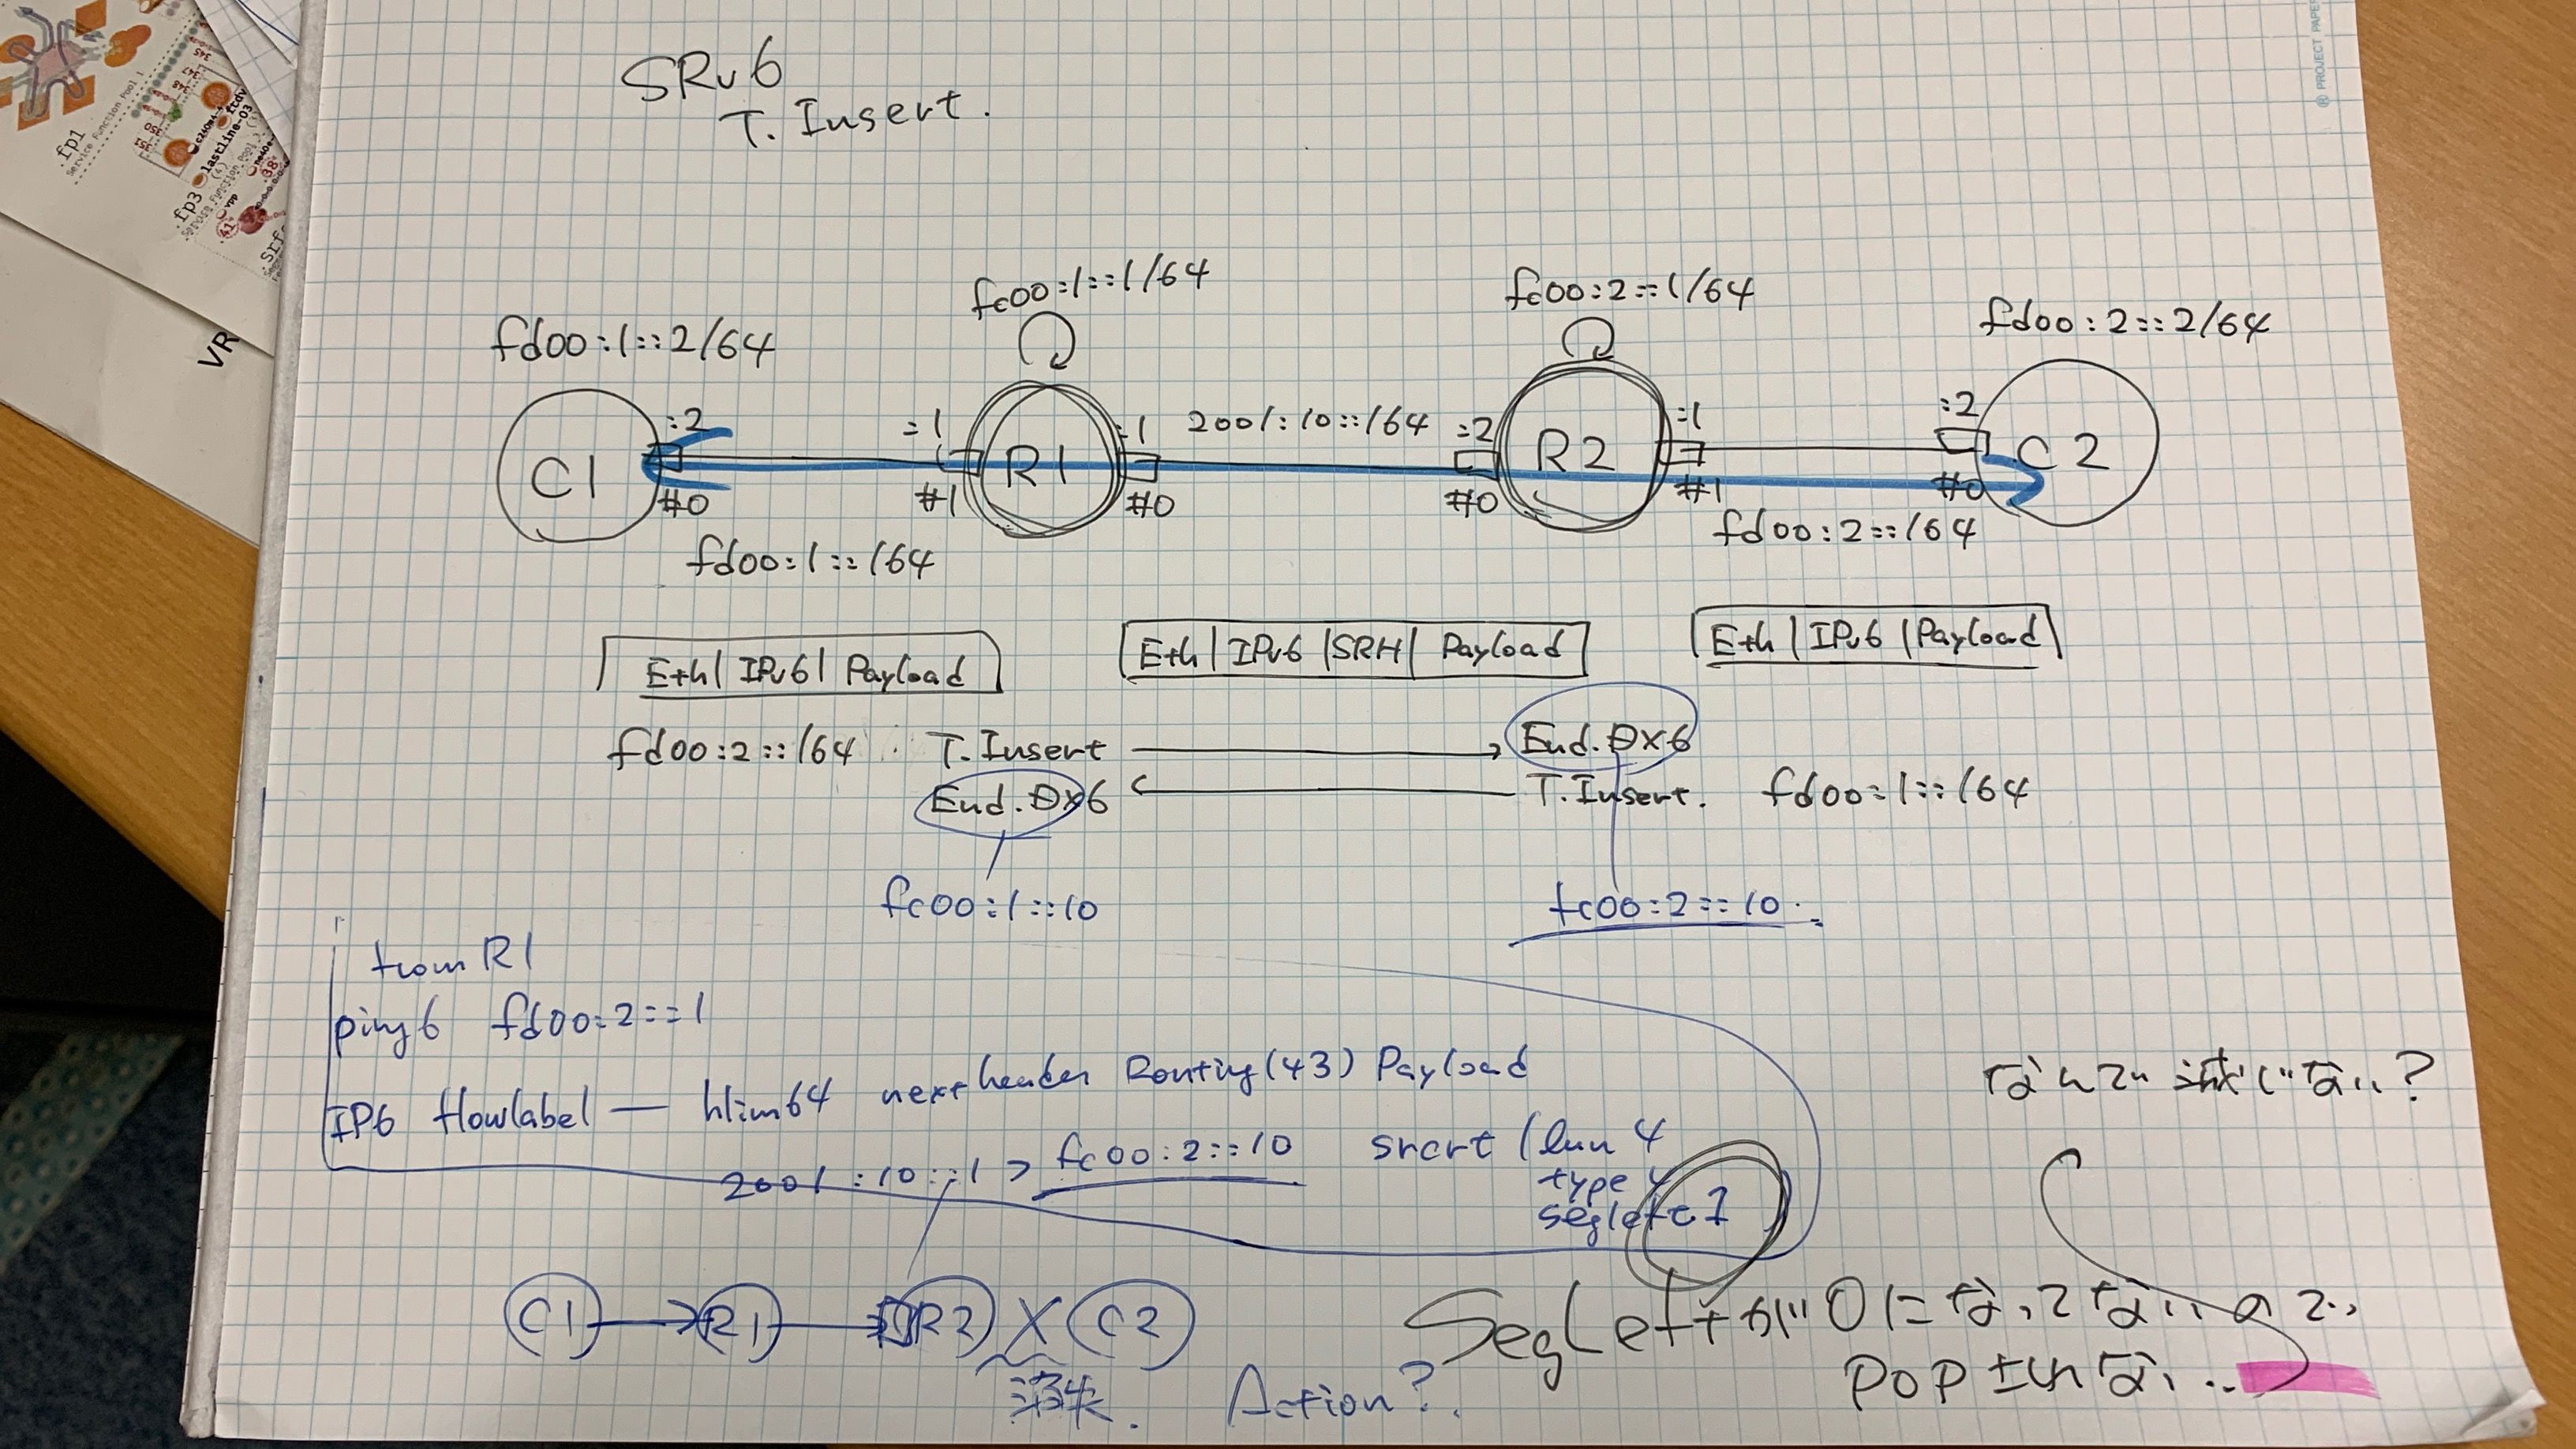 ® PROJECT PAPER
.fp1
Service Function Pool 1
lastline-03
.fp3
VR
SRv6
T. Insert.
fc00:1::1/64
fc00:2::1/64
fd00:1::2/64
fd00:2::2/64
:2
:1
:1
2001:10::/64
:2
:1
:2
C1
R1
R2
C2
#0
#1
#0
#0
#1
#0
fd00:1::/64
fd00:2::/64
Eth | IPv6 | Payload
Eth | IPv6 | SRH | Payload
Eth | IPv6 | Payload
fd00:2::/64 T.Insert
End.DX6
End.DX6
T.Insert. fd00:1::/64
fc00:1::10
fc00:2::10
from R1
ping6 fd00:2::1
IP6 flowlabel — hlim64 next header Routing(43) Payload
2001:10::1 > fc00:2::10 srcrt (len 4
type 4
segleft 1
なんで減じない?
C1 → R1 → R2 X C2
消失.
Action?
SegLeftが0になってないので
POPされない..